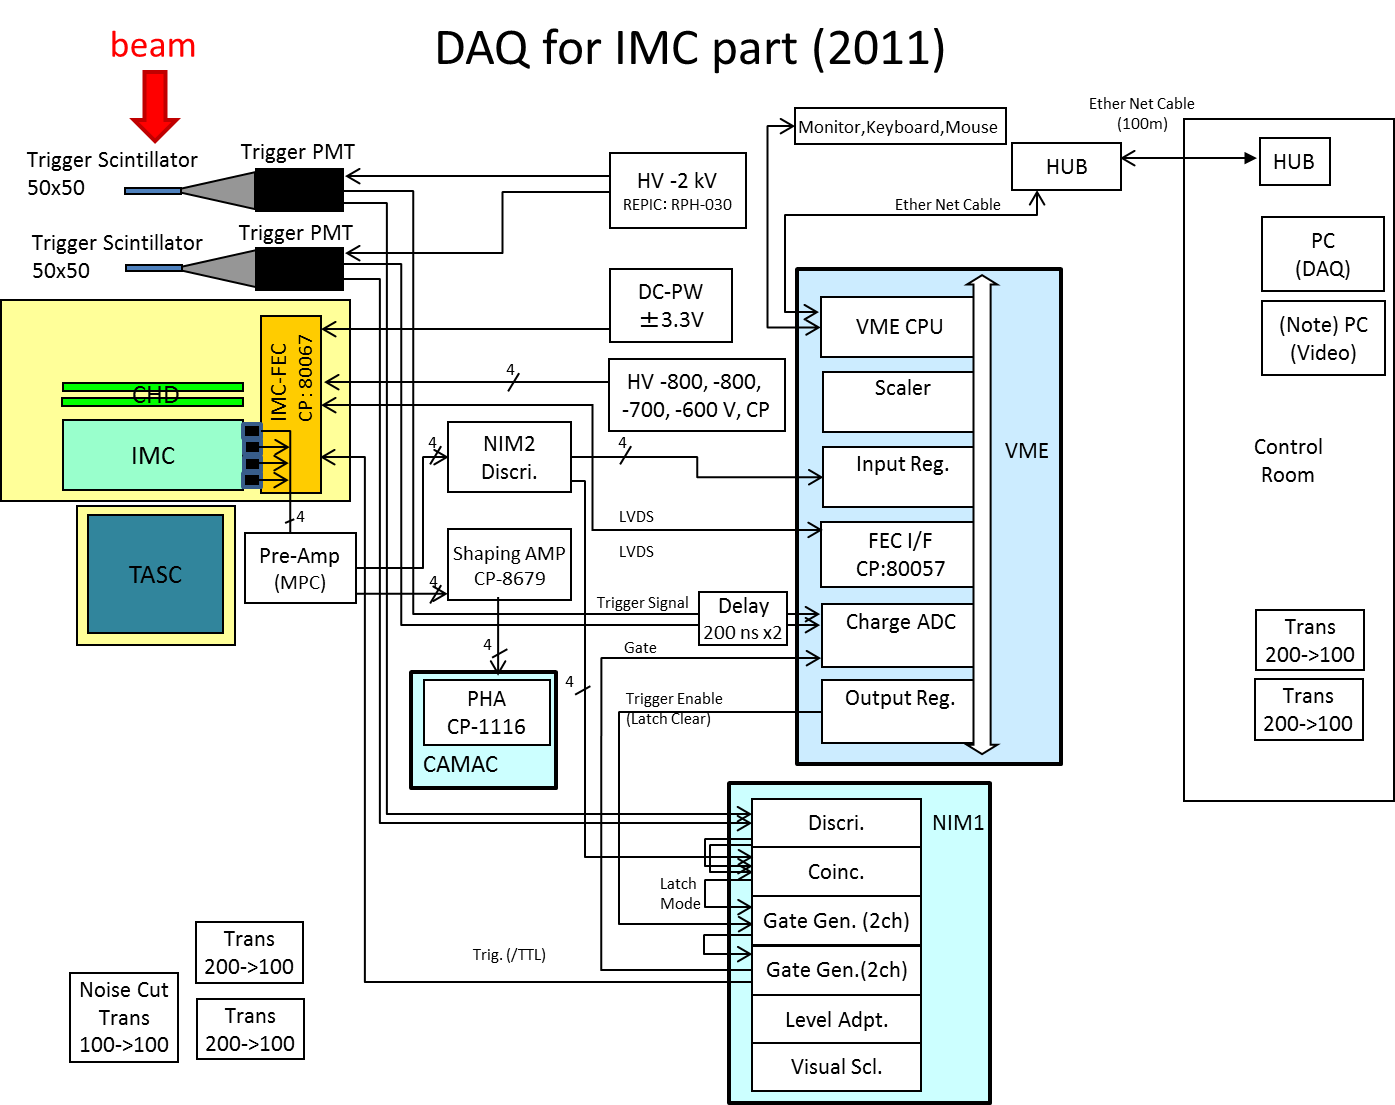 DAQ for IMC part (2011)
beam
Trigger Scintillator
50x50
Trigger PMT
Trigger Scintillator
50x50
Trigger PMT
HV -2 kV
REPIC: RPH-030
DC-PW
±3.3V
HV -800, -800,
-700, -600 V, CP
4
Monitor,Keyboard,Mouse
HUB
Ether Net Cable
(100m)
Ether Net Cable
HUB
PC
(DAQ)
(Note) PC
(Video)
Control
Room
Trans
200->100
Trans
200->100
IMC-FEC
CP:80067
CHD
IMC
TASC
4
Pre-Amp
(MPC)
4
NIM2
Discri.
4
4
Shaping AMP
CP-8679
4
PHA
CP-1116
CAMAC
4
LVDS
LVDS
Trigger Signal
Delay
200 ns x2
Gate
Trigger Enable
(Latch Clear)
VME CPU
Scaler
Input Reg.
FEC I/F
CP:80057
Charge ADC
Output Reg.
VME
Discri.
Coinc.
Gate Gen. (2ch)
Gate Gen.(2ch)
Level Adpt.
Visual Scl.
NIM1
Latch
Mode
Trig. (/TTL)
Trans
200->100
Noise Cut
Trans
100->100
Trans
200->100